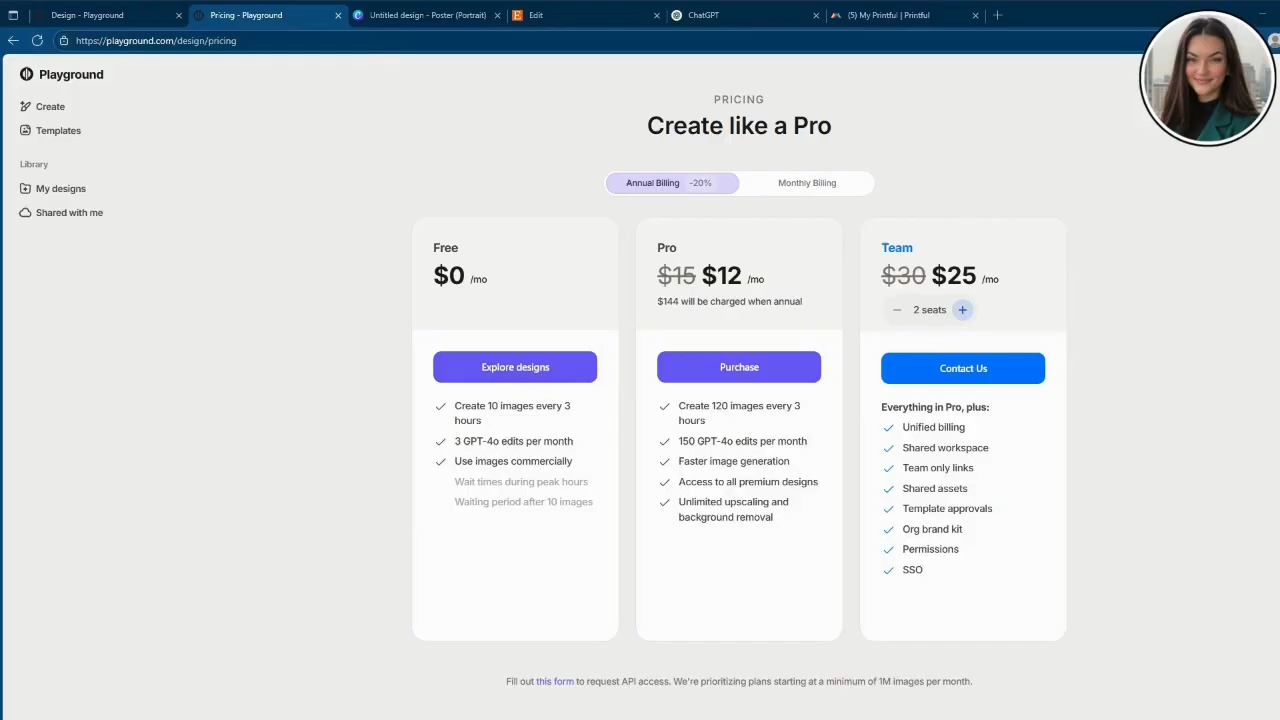 Design - Playground
Pricing - Playground
Untitled design - Poster (Portrait)
Edit
ChatGPT
(5) My Printful | Printful
https://playground.com/design/pricing
Playground
Create
Templates
Library
My designs
Shared with me
PRICING
Create like a Pro
Annual Billing -20%
Monthly Billing
Free
$0 /mo
Explore designs
Create 10 images every 3
hours
3 GPT-4o edits per month
Use images commercially
Wait times during peak hours
Waiting period after 10 images
Pro
$15 $12 /mo
$144 will be charged when annual
Purchase
Create 120 images every 3
hours
150 GPT-4o edits per month
Faster image generation
Access to all premium designs
Unlimited upscaling and
background removal
Team
$30 $25 /mo
− 2 seats +
Contact Us
Everything in Pro, plus:
Unified billing
Shared workspace
Team only links
Shared assets
Template approvals
Org brand kit
Permissions
SSO
Fill out this form to request API access. We're prioritizing plans starting at a minimum of 1M images per month.